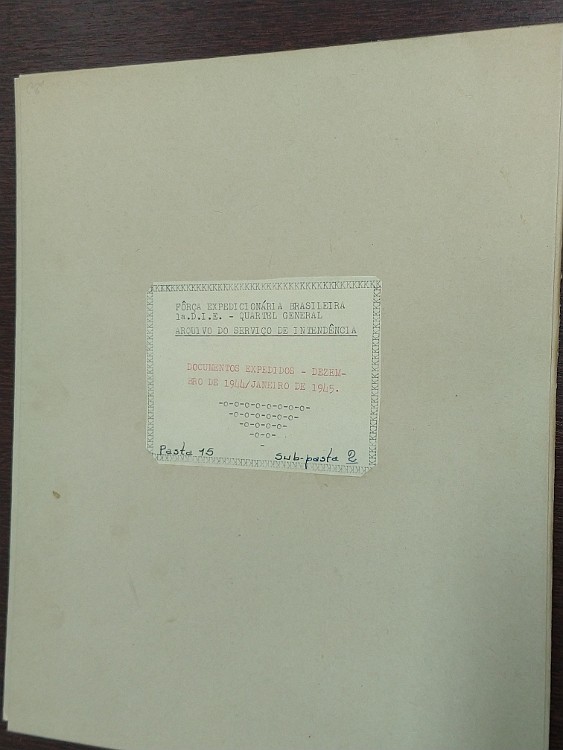 FÔRÇA EXPEDICIONÁRIA BRASILEIRA
1a.D.I.E. - QUARTEL GENERAL
ARQUIVO DO SERVIÇO DE INTENDÊNCIA
DOCUMENTOS EXPEDIDOS - DEZEM-
BRO DE 1944/JANEIRO DE 1945.
-o-o-o-o-o-o-o-o-
-o-o-o-o-o-o-
-o-o-o-o-
-o-o-
-
Pasta 15 Sub-pasta 2